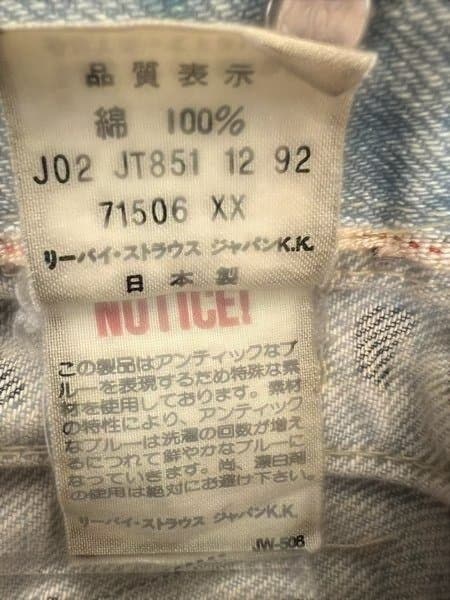 品質表示
綿 100%
J02 JT851 12 92
71506 XX
リーバイ・ストラウス ジャパンK.K.
日本製
NOTICE!
この製品はアンティックなブ
ルーを表現するため特殊な素
材を使用しております。素材
の特性により、アンティック
なブルーは洗濯の回数が増え
るにつれて鮮やかなブルーに
なっていきます。尚、漂白剤
の使用は絶対にお避け下さい。
リーバイ・ストラウス ジャパンK.K.
JW-508